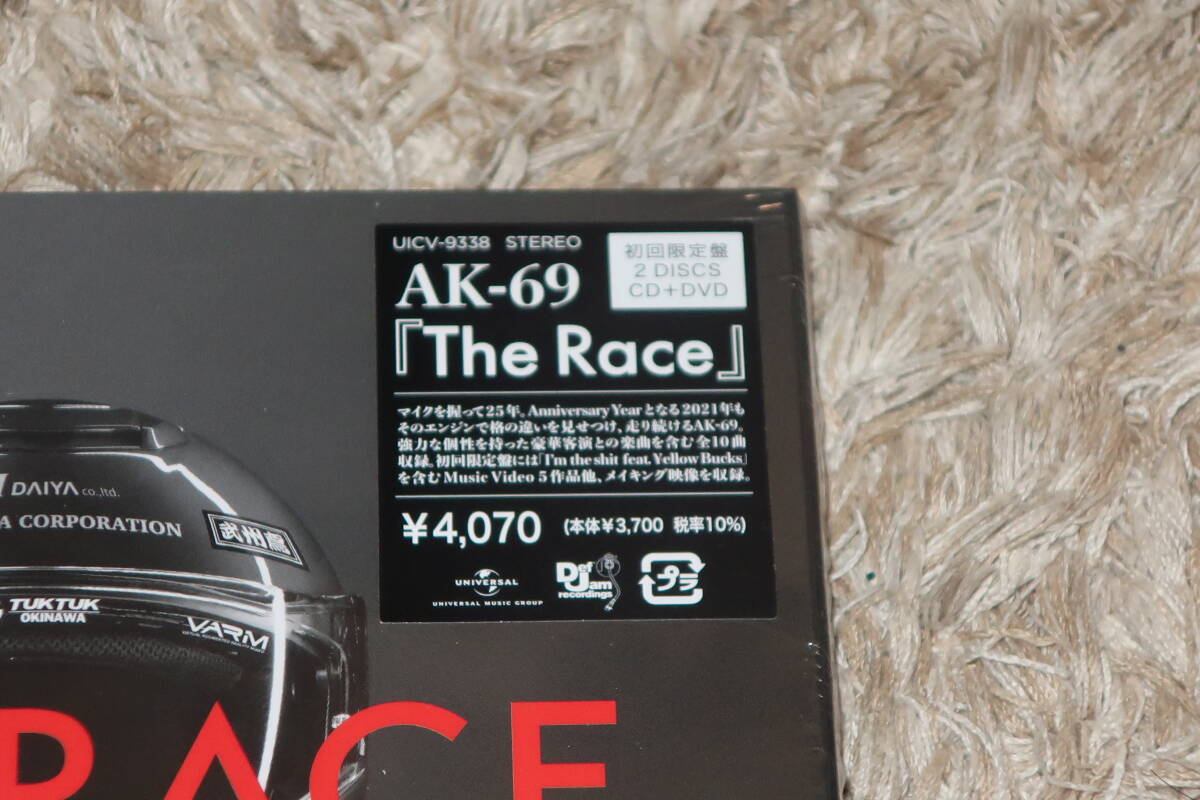 UICV-9338 STEREO
初回限定盤
2 DISCS
CD+DVD
AK-69
『The Race』
マイクを握って25年。Anniversary Yearとなる2021年も
そのエンジンで格の違いを見せつけ、走り続けるAK-69。
強力な個性を持った豪華客演との楽曲を含む全10曲
収録。初回限定盤には「I'm the shit feat. Yellow Bucks」
を含むMusic Video 5作品他、メイキング映像を収録。
¥4,070 (本体¥3,700 税率10%)
UNIVERSAL
UNIVERSAL MUSIC GROUP
Def Jam
recordings
プラ
DAIYA co.,ltd.
A CORPORATION
武州鳶
TUKTUK
OKINAWA
VARM
RACE